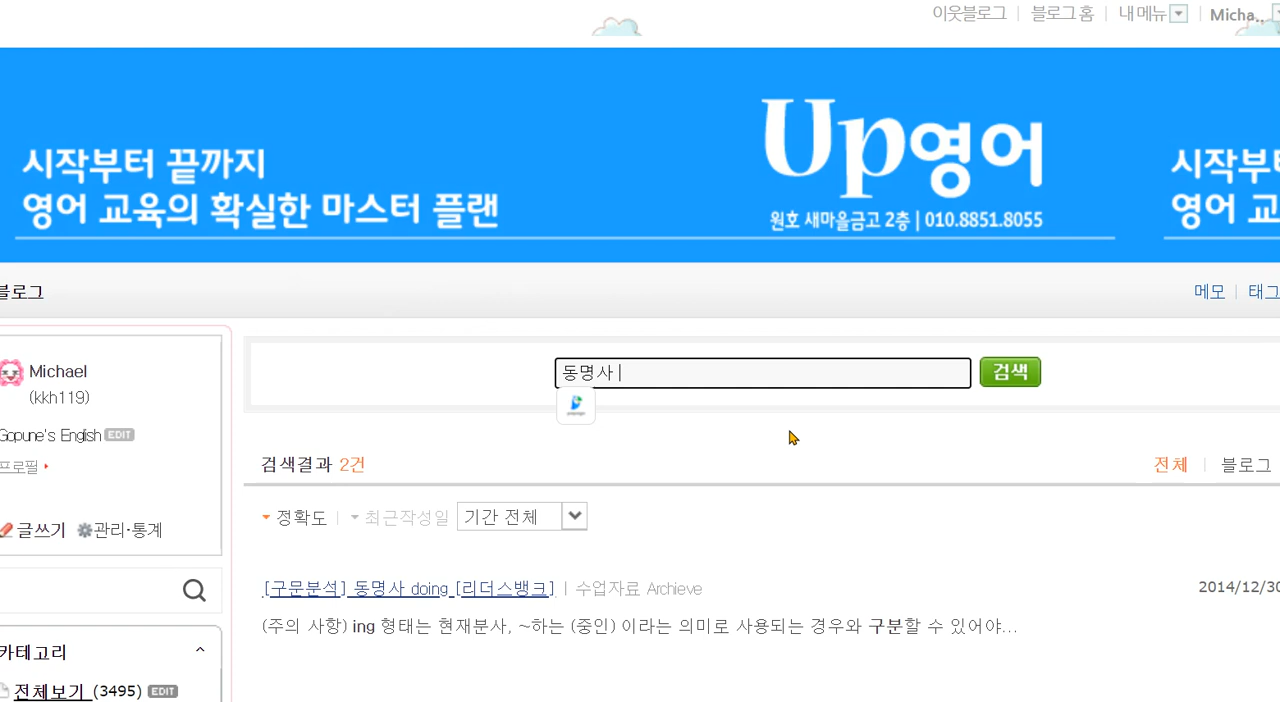 이웃블로그 | 블로그 홈 | 내 메뉴 | Micha..
시작부터 끝까지
영어 교육의 확실한 마스터 플랜
Up영어
원호 새마을금고 2층 | 010.8851.8055
시작부
영어 교
블로그
메모 | 태그
Michael
(kkh119)
Gopune's English EDIT
프로필
글쓰기 관리·통계
카테고리
전체보기 (3495) EDIT
동명사
검색
검색결과 2건
전체 | 블로그
정확도 | 최근작성일 기간 전체
[구문분석] 동명사 doing [리더스뱅크] | 수업자료 Archieve
2014/12/30
(주의 사항) ing 형태는 현재분사, ~하는 (중인) 이라는 의미로 사용되는 경우와 구분할 수 있어야...